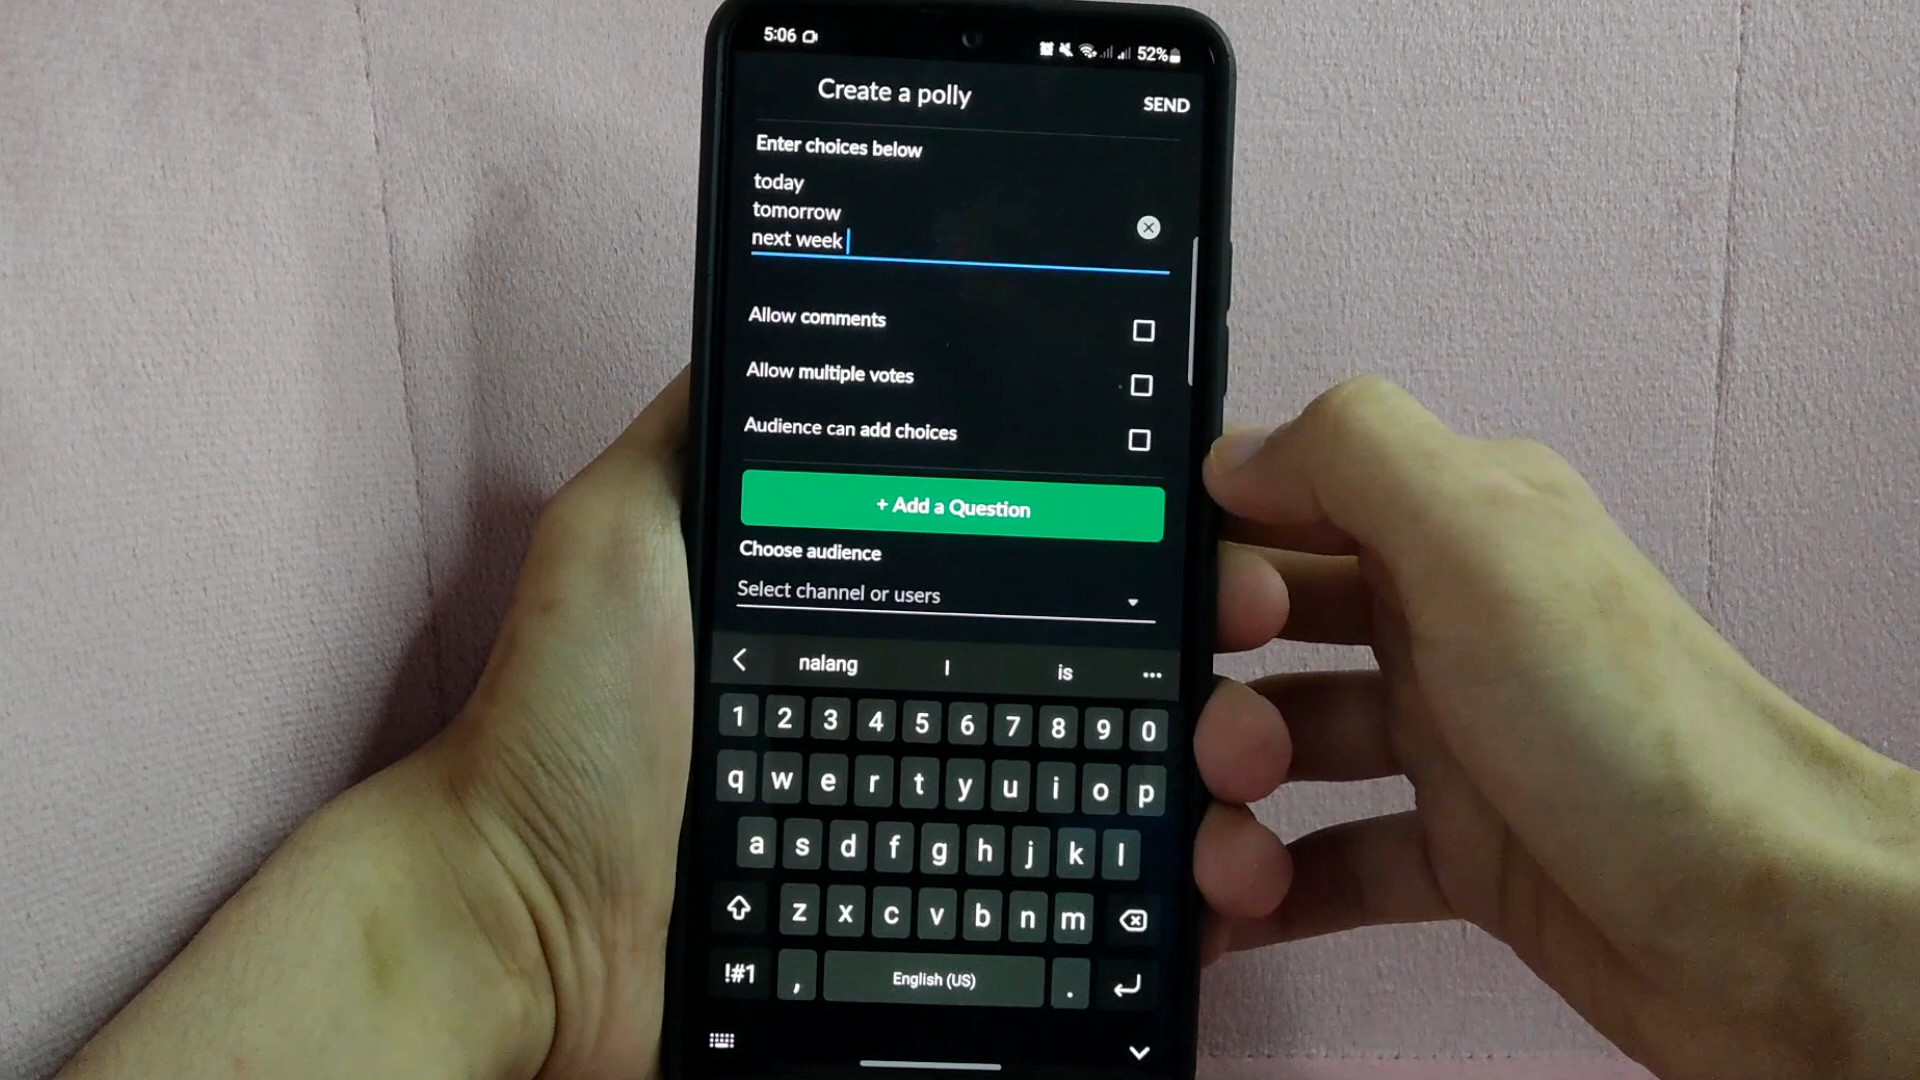 5:06
52%
Create a polly
SEND
Enter choices below
today
tomorrow
next week
Allow comments
Allow multiple votes
Audience can add choices
+ Add a Question
Choose audience
Select channel or users
nalang I is
1 2 3 4 5 6 7 8 9 0
q w e r t y u i o p
a s d f g h j k l
z x c v b n m
!#1 , English (US) .